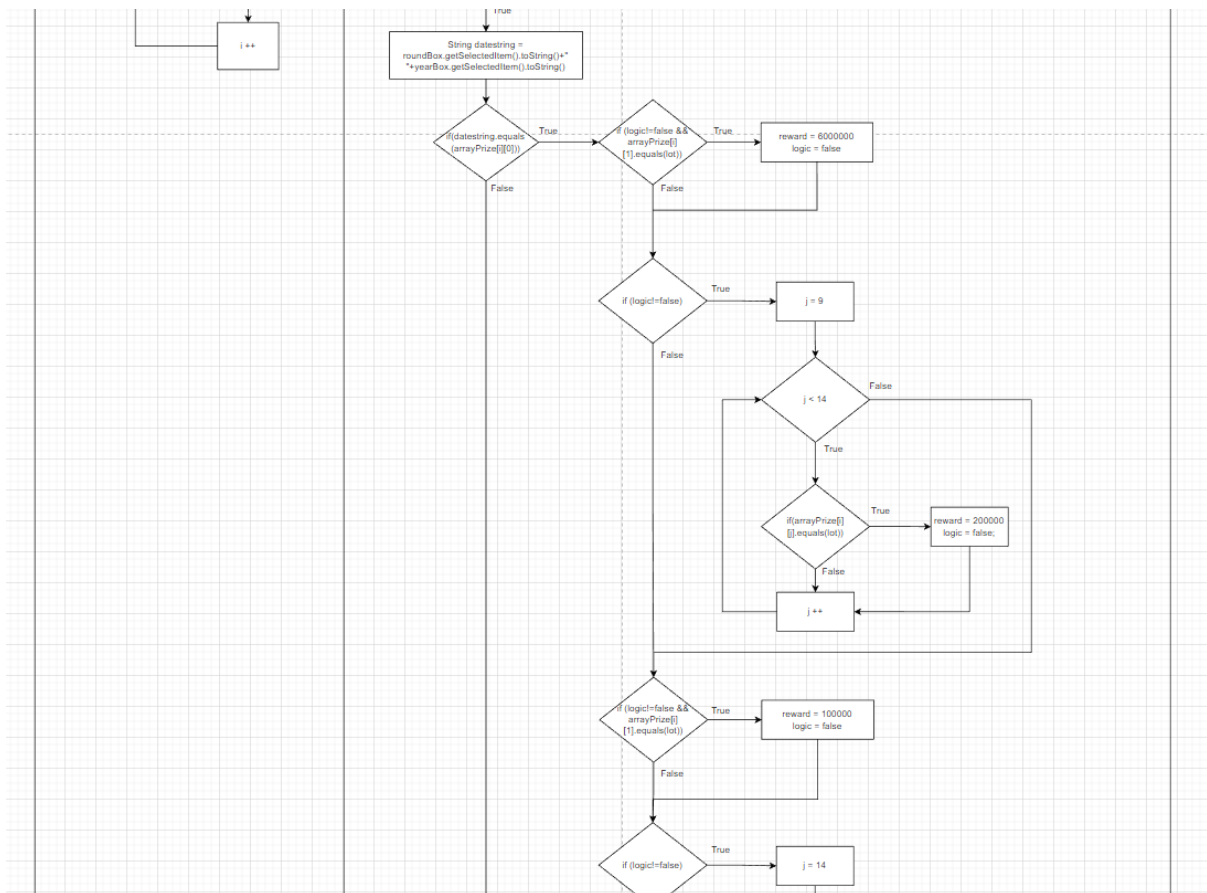 True
i ++
String datestring =
roundBox.getSelectedItem().toString()+"
"+yearBox.getSelectedItem().toString()
if(datestring.equals
(arrayPrize[i][0]))
True
False
if (logic!=false &&
arrayPrize[i]
[1].equals(lot))
True
False
reward = 6000000
logic = false
if (logic!=false)
True
False
j = 9
j < 14
False
True
if(arrayPrize[i]
[j].equals(lot))
True
False
reward = 200000
logic = false;
j ++
if (logic!=false &&
arrayPrize[i]
[1].equals(lot))
True
False
reward = 100000
logic = false
if (logic!=false)
True
j = 14